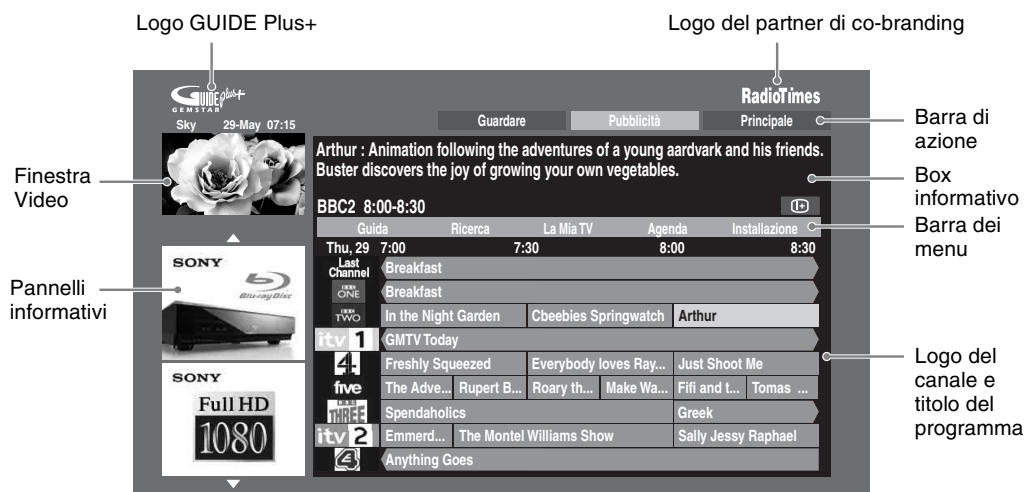 Logo GUIDE Plus+
Logo del partner di co-branding
GUIDE Plus+
GEMSTAR
RadioTimes
Sky 29-May 07:15
Guardare Pubblicità Principale
Barra di
azione
Arthur : Animation following the adventures of a young aardvark and his friends.
Buster discovers the joy of growing your own vegetables.
Finestra
Video
Box
informativo
BBC2 8:00-8:30
Guida Ricerca La Mia TV Agenda Installazione
Barra dei
menu
Thu, 29 7:00 7:30 8:00 8:30
Last
Channel
Breakfast
BBC
ONE
Breakfast
BBC
TWO
In the Night Garden Cbeebies Springwatch Arthur
SONY
Blu-ray Disc
Pannelli
informativi
itv 1 GMTV Today
4 Freshly Squeezed Everybody loves Ray... Just Shoot Me
Logo del
canale e
titolo del
programma
five The Adve... Rupert B... Roary th... Make Wa... Fifi and t... Tomas ...
SONY
Full HD
1080
BBC
THREE
Spendaholics Greek
itv 2 Emmerd... The Montel Williams Show Sally Jessy Raphael
4 Anything Goes